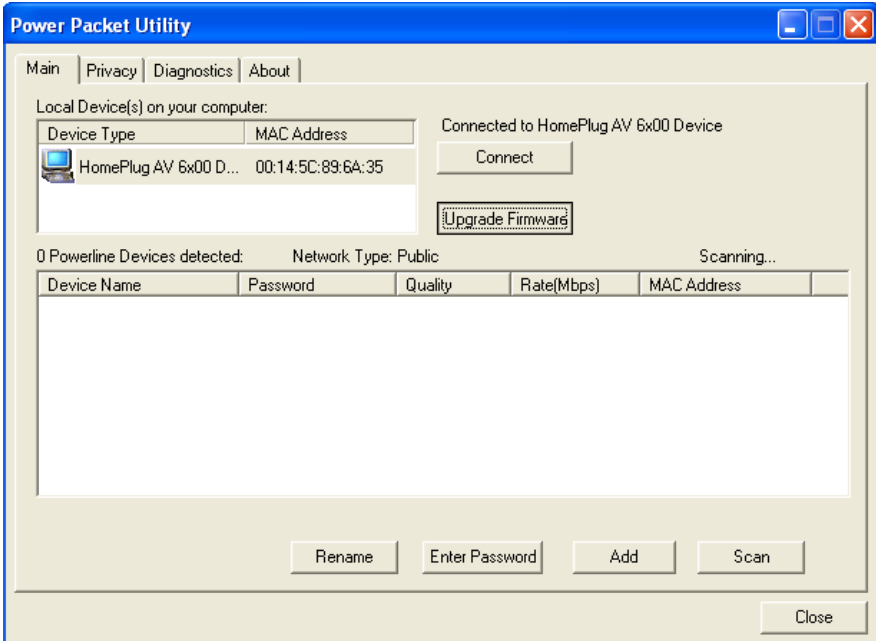 Power Packet Utility
Main Privacy Diagnostics About
Local Device(s) on your computer:
Device Type MAC Address
HomePlug AV 6x00 D... 00:14:5C:89:6A:35
Connected to HomePlug AV 6x00 Device
Connect
Upgrade Firmware
0 Powerline Devices detected: Network Type: Public Scanning...
Device Name Password Quality Rate(Mbps) MAC Address
Rename Enter Password Add Scan
Close